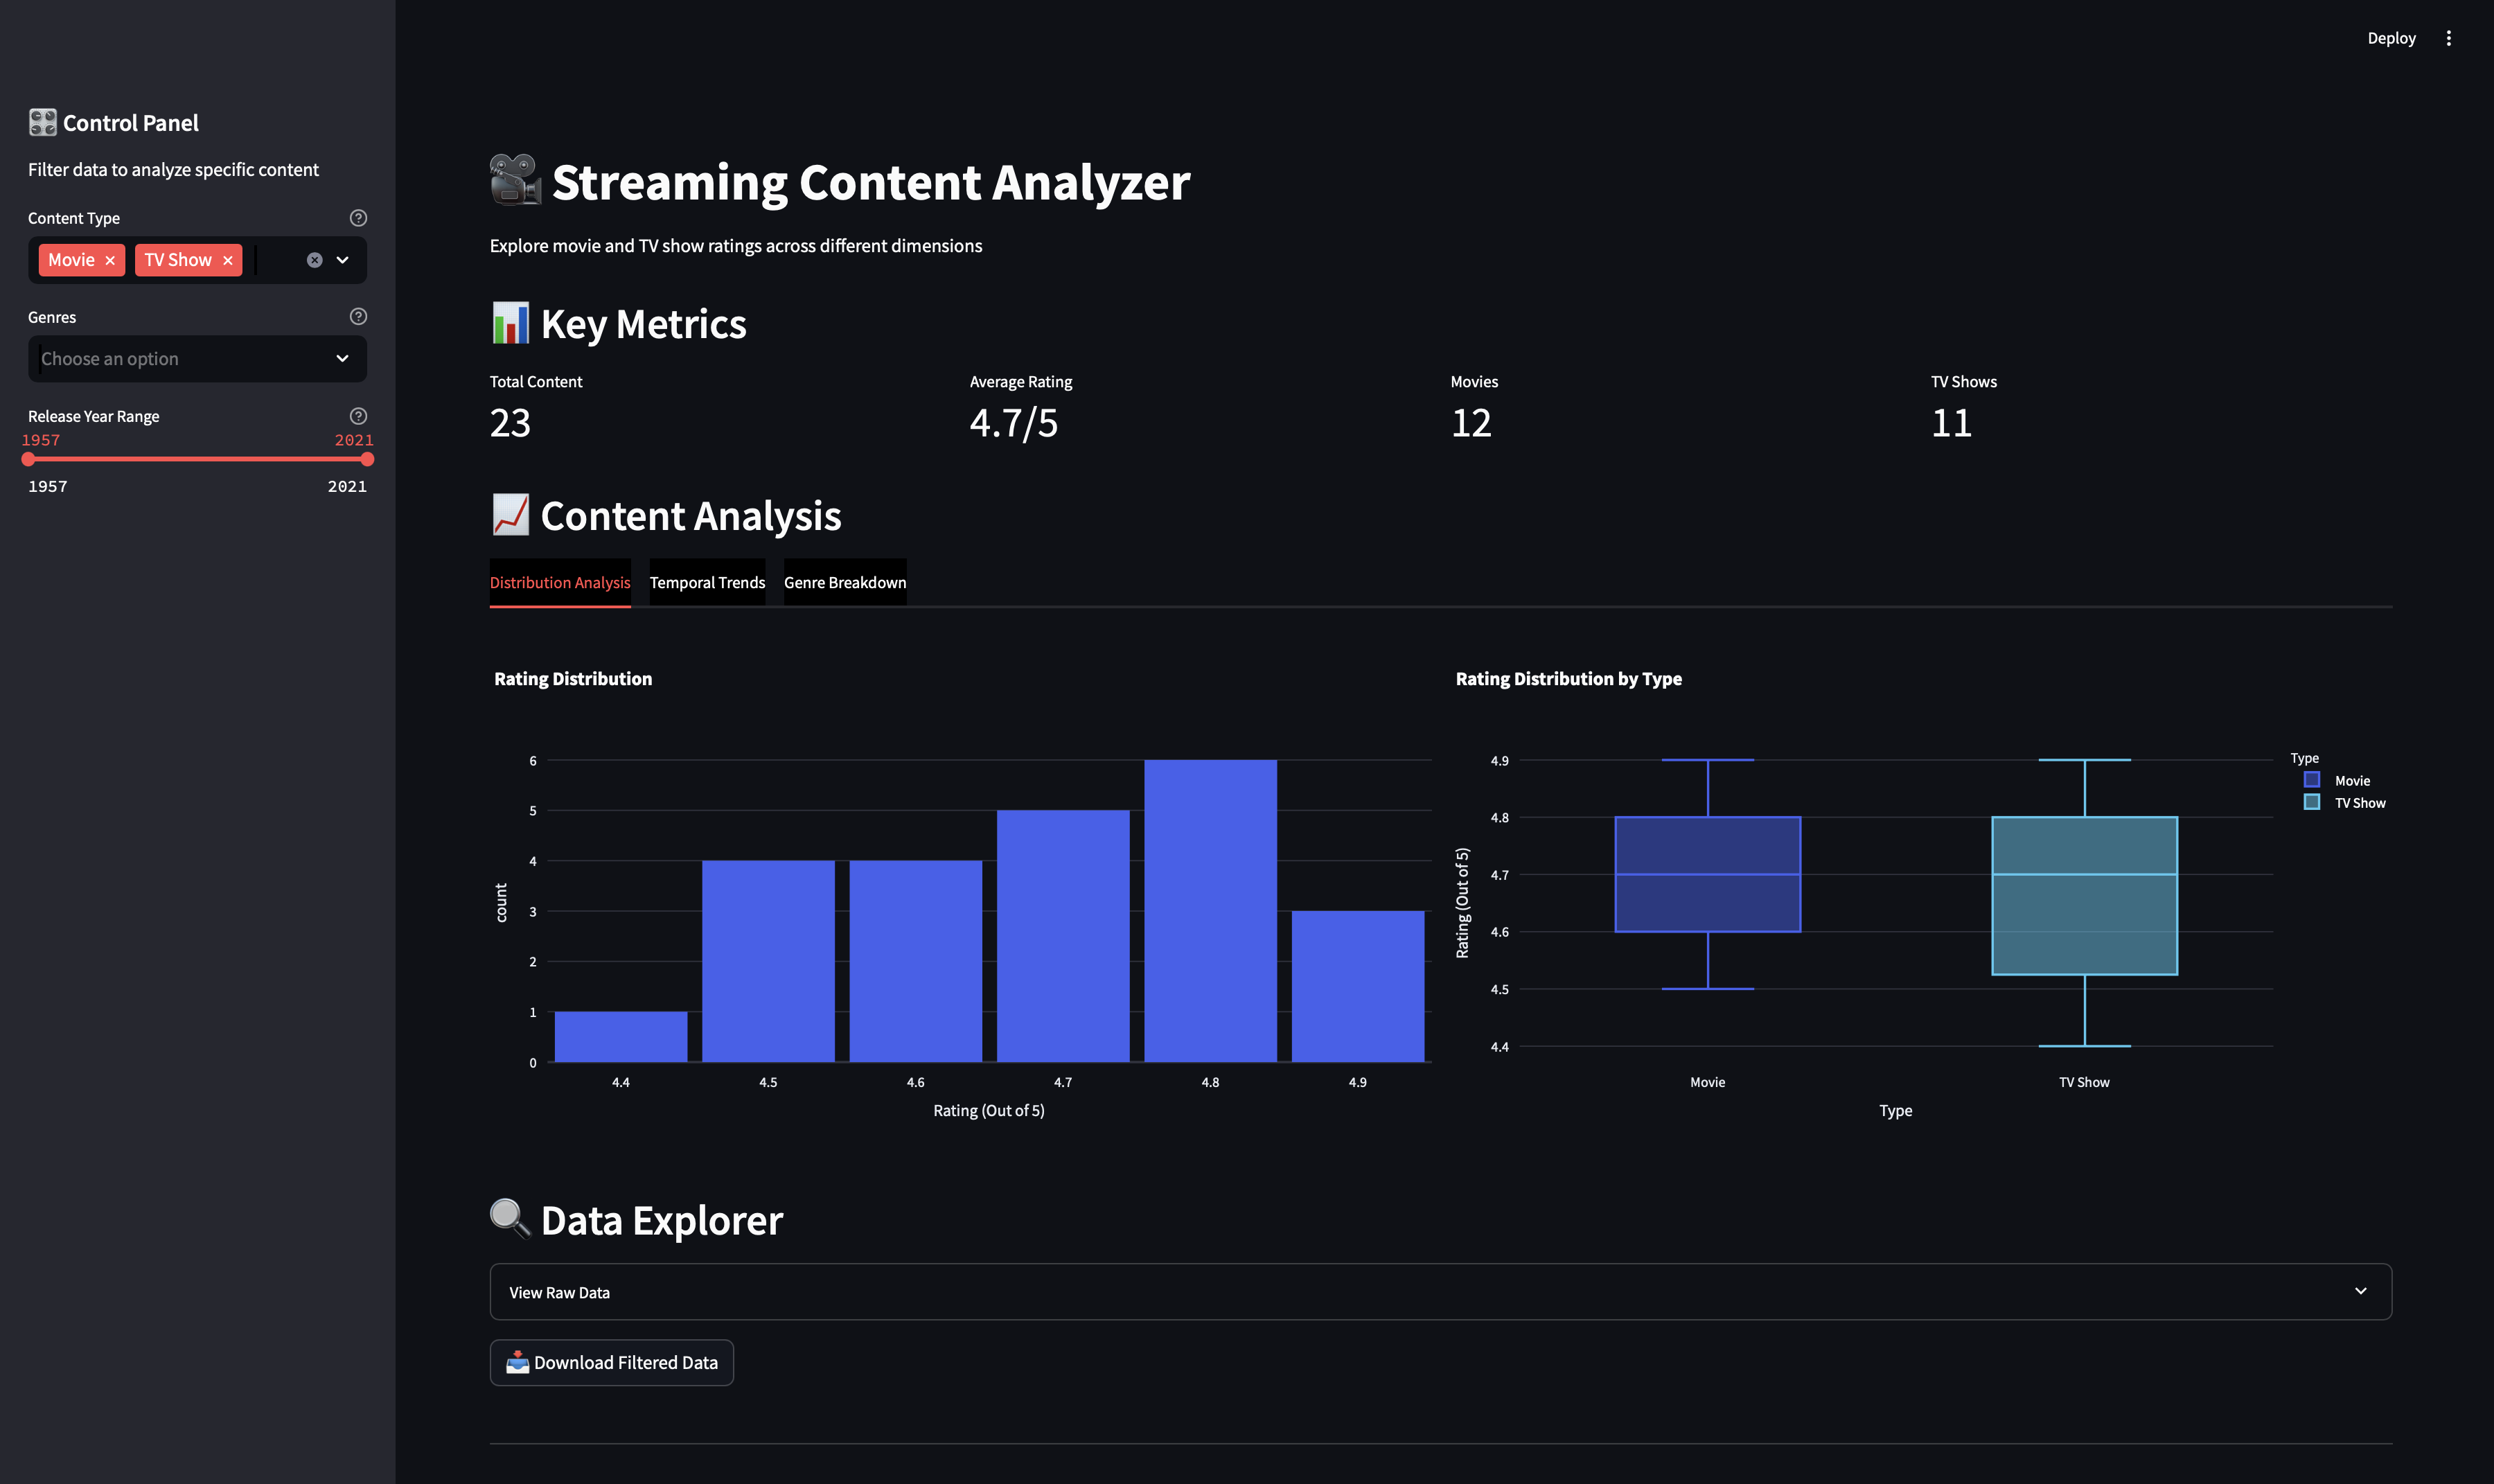 Deploy
Control Panel
Filter data to analyze specific content
Content Type
Movie
TV Show
Genres
Choose an option
Release Year Range
1957
2021
1957
2021
Streaming Content Analyzer
Explore movie and TV show ratings across different dimensions
Key Metrics
Total Content
23
Average Rating
4.7/5
Movies
12
TV Shows
11
Content Analysis
Distribution Analysis
Temporal Trends
Genre Breakdown
Rating Distribution
6
5
4
3
2
1
0
count
4.4
4.5
4.6
4.7
4.8
4.9
Rating (Out of 5)
Rating Distribution by Type
4.9
4.8
4.7
4.6
4.5
4.4
Rating (Out of 5)
Movie
TV Show
Type
Type
Movie
TV Show
Data Explorer
View Raw Data
Download Filtered Data